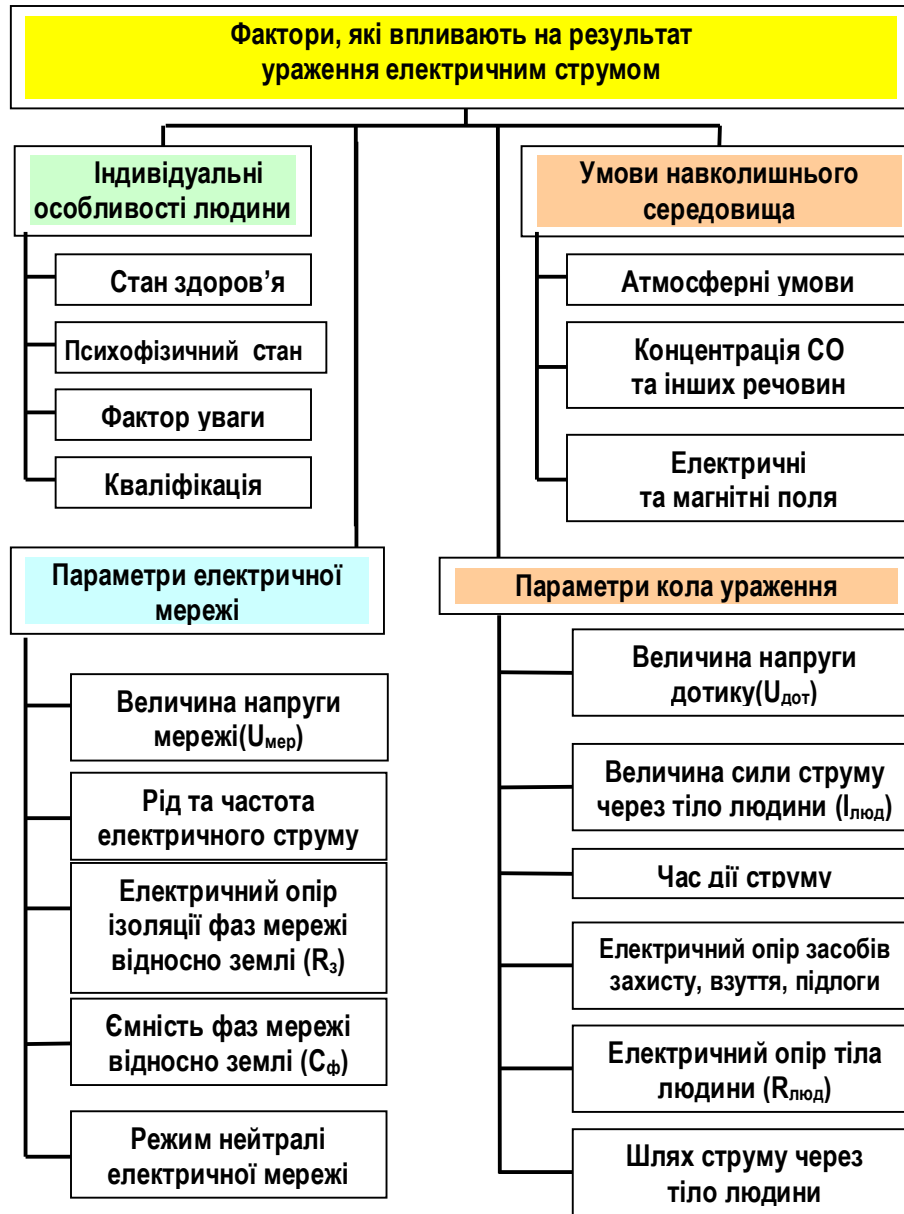 Фактори, які впливають на результат
ураження електричним струмом
Індивідуальні
особливості людини
Стан здоров’я
Психофізичний стан
Фактор уваги
Кваліфікація
Умови навколишнього
середовища
Атмосферні умови
Концентрація СО
та інших речовин
Електричні
та магнітні поля
Параметри електричної
мережі
Величина напруги
мережі(Uмер)
Рід та частота
електричного струму
Електричний опір
ізоляції фаз мережі
відносно землі (Rз)
Ємність фаз мережі
відносно землі (Сф)
Режим нейтралі
електричної мережі
Параметри кола ураження
Величина напруги
дотику(Uдот)
Величина сили струму
через тіло людини (Iлюд)
Час дії струму
Електричний опір засобів
захисту, взуття, підлоги
Електричний опір тіла
людини (Rлюд)
Шлях струму через
тіло людини